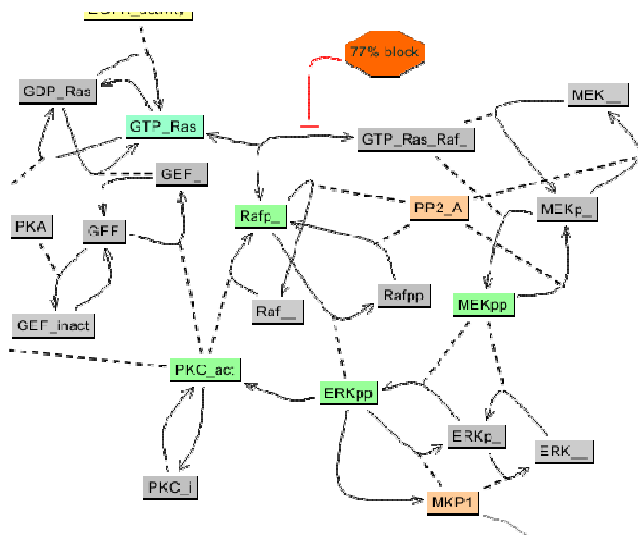 77% block
GDP_Ras
MEK__
GTP_Ras
GTP_Ras_Raf_
GEF_
PKA
GEF
Rafp_
PP2_A
MEKp_
GEF_inact
Raf__
Rafpp
MEKpp
PKC_act
ERKpp
ERKp_
ERK__
PKC_i
MKP1